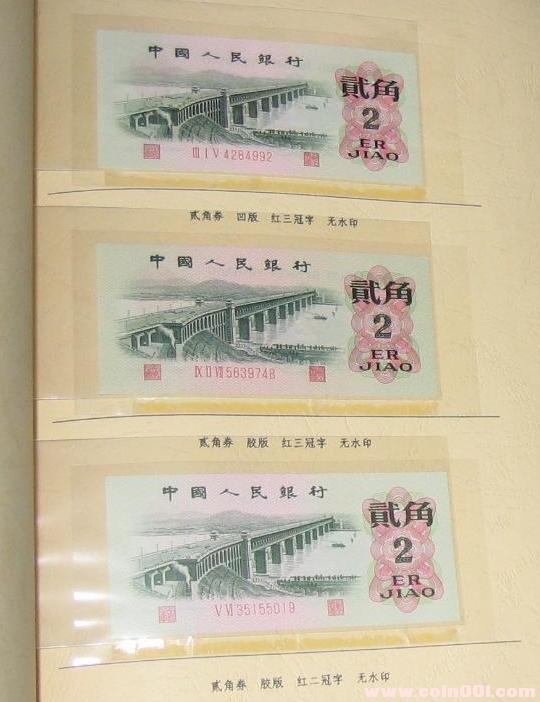 中國人民銀行
貳角
2
ER
JIAO
III I V 4284992
貳角券 凹版 红三冠字 无水印
中國人民銀行
貳角
2
ER
JIAO
IX II VII 5639748
貳角券 胶版 红三冠字 无水印
中國人民銀行
貳角
2
ER
JIAO
V VI 35155019
貳角券 胶版 红二冠字 无水印
www.coin001.com